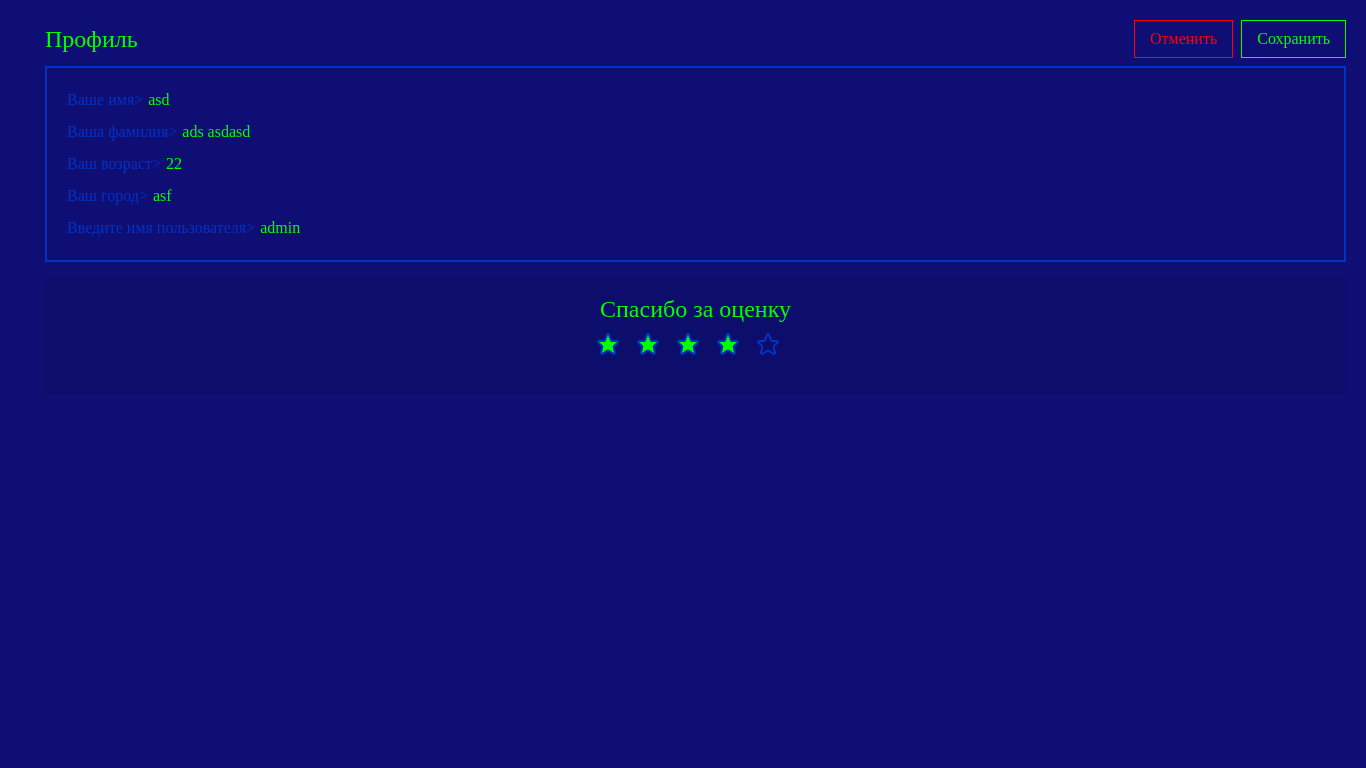 Профиль
Отменить
Сохранить
Ваше имя> asd
Ваша фамилия> ads asdasd
Ваш возраст> 22
Ваш город> asf
Введите имя пользователя> admin
Спасибо за оценку